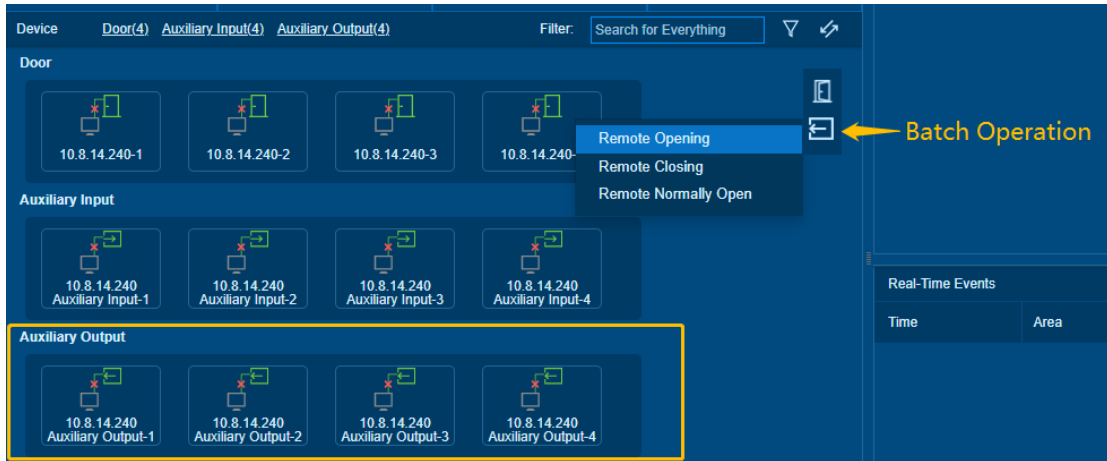 Device Door(4) Auxiliary Input(4) Auxiliary Output(4) Filter: Search for Everything
Door
10.8.14.240-1 10.8.14.240-2 10.8.14.240-3 10.8.14.240-
Remote Opening
Remote Closing
Remote Normally Open
Batch Operation
Auxiliary Input
10.8.14.240 10.8.14.240 10.8.14.240 10.8.14.240
Auxiliary Input-1 Auxiliary Input-2 Auxiliary Input-3 Auxiliary Input-4
Auxiliary Output
10.8.14.240 10.8.14.240 10.8.14.240 10.8.14.240
Auxiliary Output-1 Auxiliary Output-2 Auxiliary Output-3 Auxiliary Output-4
Real-Time Events
Time Area